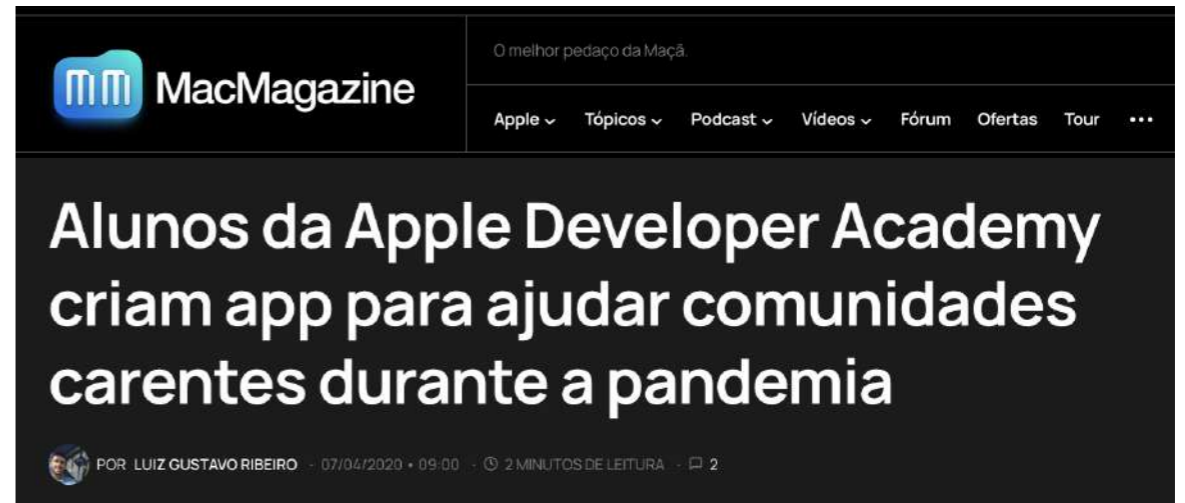 O melhor pedaço da Maçã.
MacMagazine
Apple Tópicos Podcast Vídeos Fórum Ofertas Tour •••
Alunos da Apple Developer Academy
criam app para ajudar comunidades
carentes durante a pandemia
POR LUIZ GUSTAVO RIBEIRO - 07/04/2020 • 09:00 - 2 MINUTOS DE LEITURA - 2